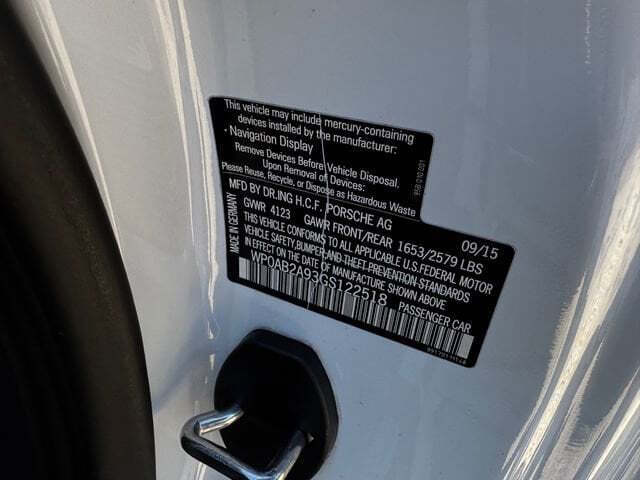 This vehicle may include mercury-containing
devices installed by the manufacturer:
• Navigation Display
Remove Devices Before Vehicle Disposal.
Upon Removal of Devices:
Please Reuse, Recycle, or Dispose as Hazardous Waste
958 010 021
MFD BY DR.ING H.C.F. PORSCHE AG 09/15
GVWR 4123 GAWR FRONT/REAR 1653/2579 LBS
THIS VEHICLE CONFORMS TO ALL APPLICABLE U.S.FEDERAL MOTOR
VEHICLE SAFETY,BUMPER,AND THEFT PREVENTION STANDARDS
IN EFFECT ON THE DATE OF MANUFACTURE SHOWN ABOVE
WP0AB2A93GS122518 PASSENGER CAR
MADE IN GERMANY